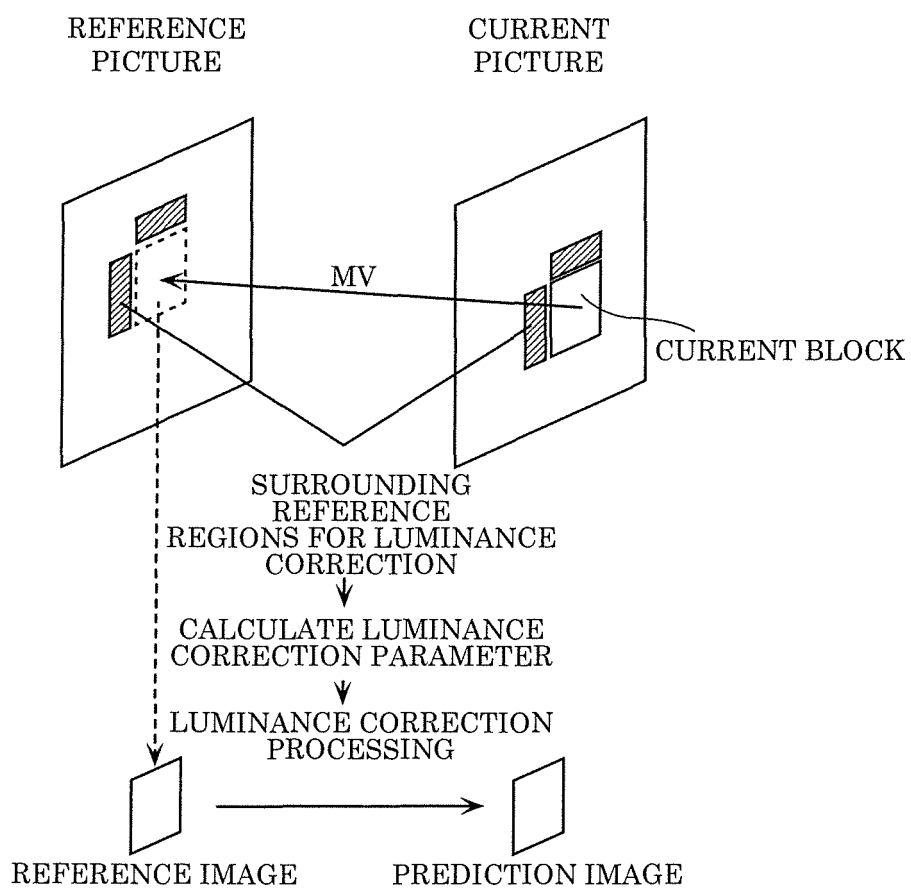 REFERENCE
PICTURE
CURRENT
PICTURE
MV
CURRENT BLOCK
SURROUNDING
REFERENCE
REGIONS FOR LUMINANCE
CORRECTION
CALCULATE LUMINANCE
CORRECTION PARAMETER
LUMINANCE CORRECTION
PROCESSING
REFERENCE IMAGE
PREDICTION IMAGE